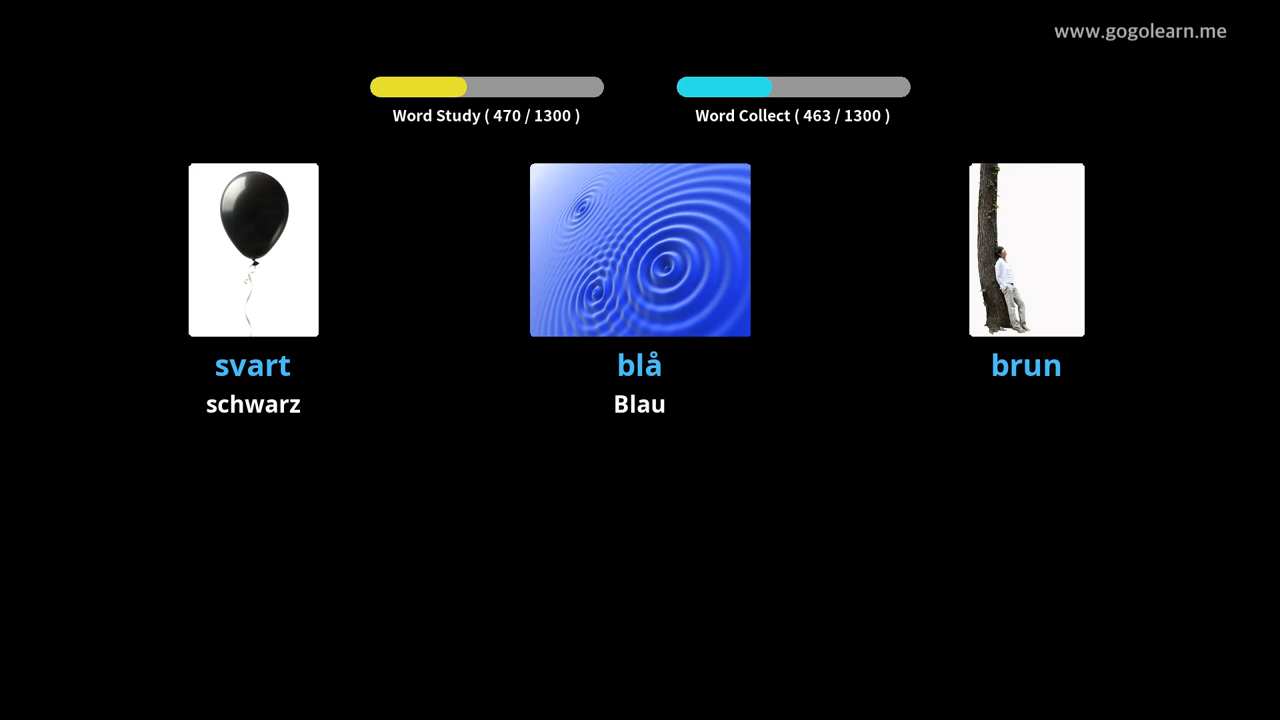 www.gogolearn.me
Word Study ( 470 / 1300 )
Word Collect ( 463 / 1300 )
svart
blå
brun
schwarz
Blau